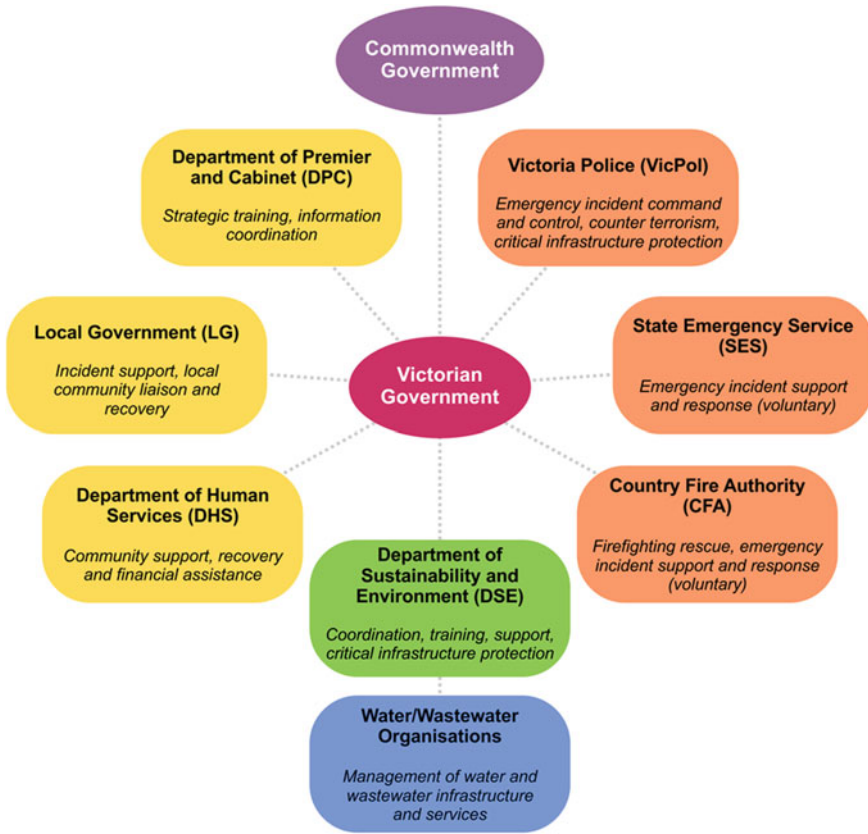 Commonwealth
Government
Department of Premier
and Cabinet (DPC)
Strategic training, information
coordination
Victoria Police (VicPol)
Emergency incident command
and control, counter terrorism,
critical infrastructure protection
Local Government (LG)
Incident support, local
community liaison and
recovery
Victorian
Government
State Emergency Service
(SES)
Emergency incident support
and response (voluntary)
Department of Human
Services (DHS)
Community support, recovery
and financial assistance
Country Fire Authority
(CFA)
Firefighting rescue, emergency
incident support and response
(voluntary)
Department of
Sustainability and
Environment (DSE)
Coordination, training, support,
critical infrastructure protection
Water/Wastewater
Organisations
Management of water and
wastewater infrastructure
and services